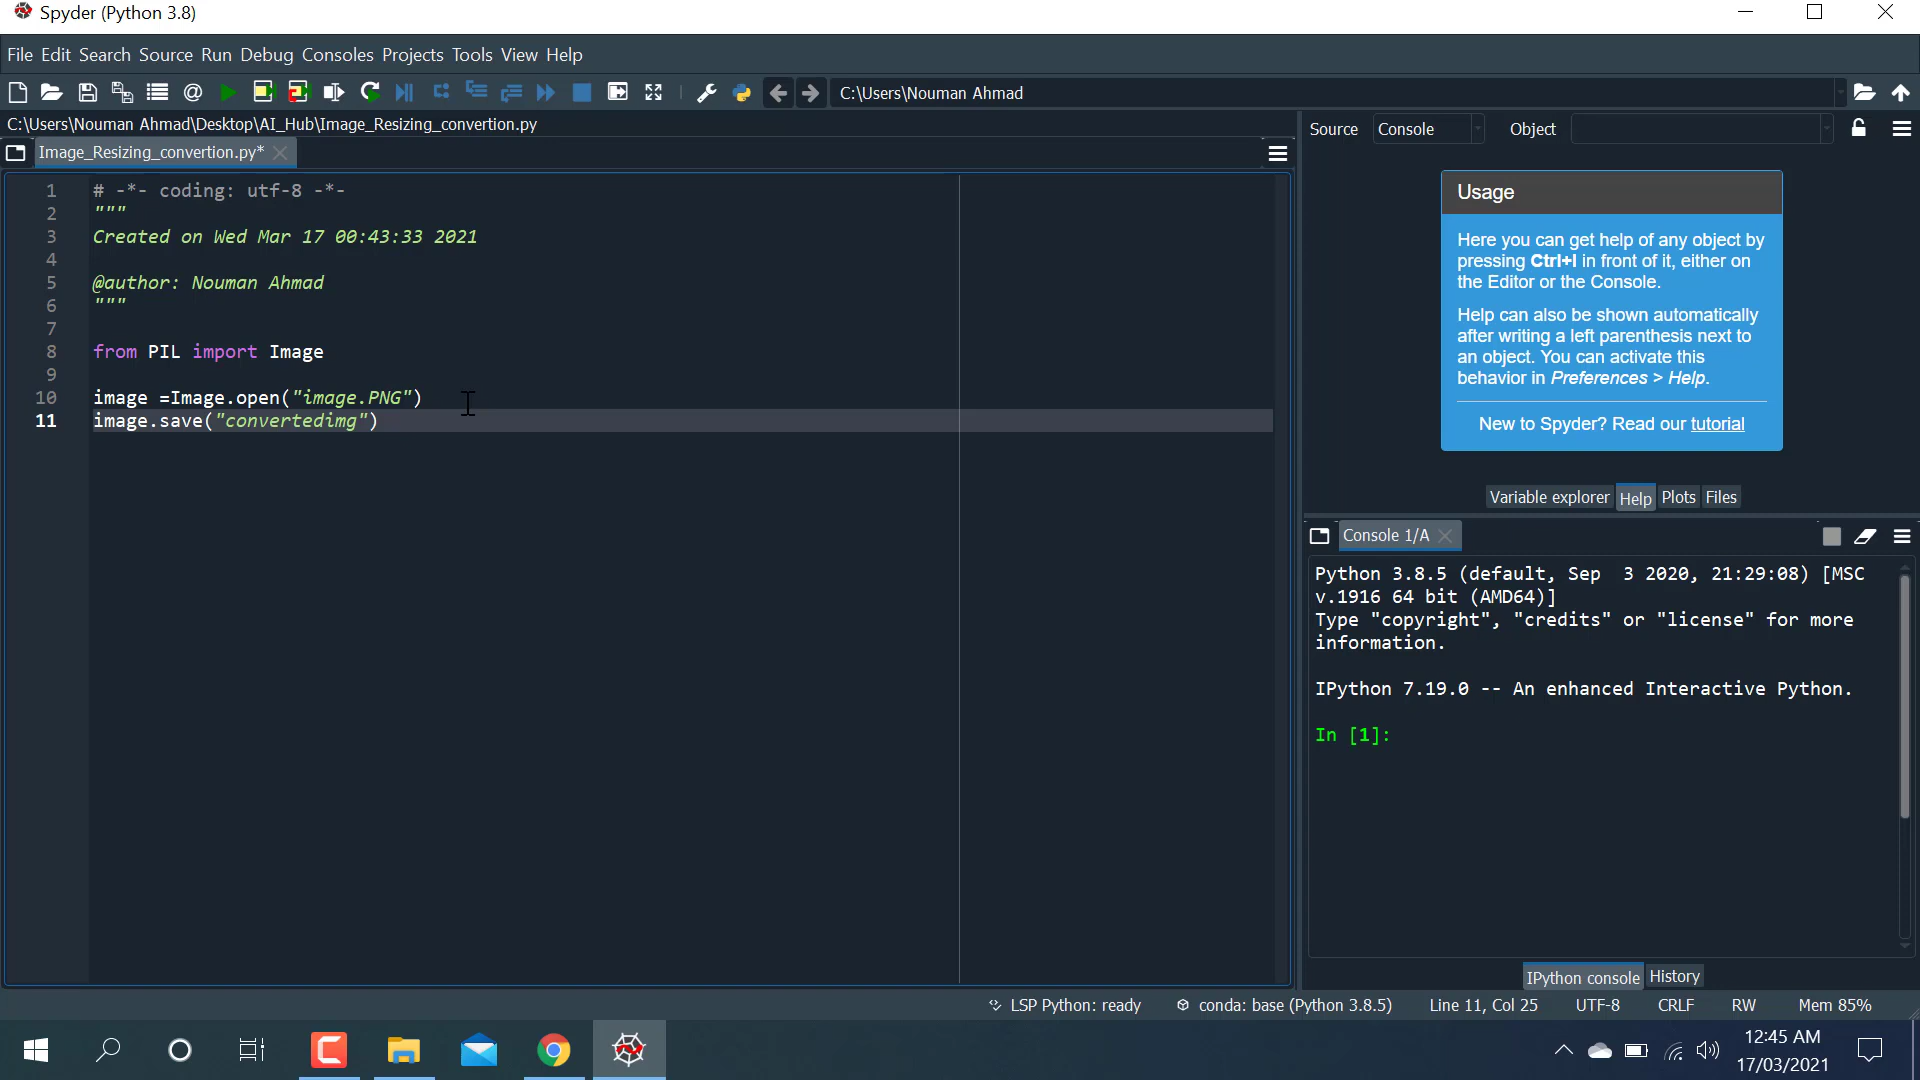 Spyder (Python 3.8)
File Edit Search Source Run Debug Consoles Projects Tools View Help
C:\Users\Nouman Ahmad
C:\Users\Nouman Ahmad\Desktop\AI_Hub\Image_Resizing_convertion.py
Image_Resizing_convertion.py*
1 # -*- coding: utf-8 -*-
2 """
3 Created on Wed Mar 17 00:43:33 2021
4
5 @author: Nouman Ahmad
6 """
7
8 from PIL import Image
9
10 image =Image.open("image.PNG")
11 image.save("convertedimg")
Source Console Object
Usage
Here you can get help of any object by
pressing Ctrl+I in front of it, either on
the Editor or the Console.
Help can also be shown automatically
after writing a left parenthesis next to
an object. You can activate this
behavior in Preferences > Help.
New to Spyder? Read our tutorial
Variable explorer Help Plots Files
Console 1/A
Python 3.8.5 (default, Sep  3 2020, 21:29:08) [MSC
v.1916 64 bit (AMD64)]
Type "copyright", "credits" or "license" for more
information.
IPython 7.19.0 -- An enhanced Interactive Python.
In [1]:
IPython console History
LSP Python: ready conda: base (Python 3.8.5) Line 11, Col 25 UTF-8 CRLF RW Mem 85%
12:45 AM
17/03/2021